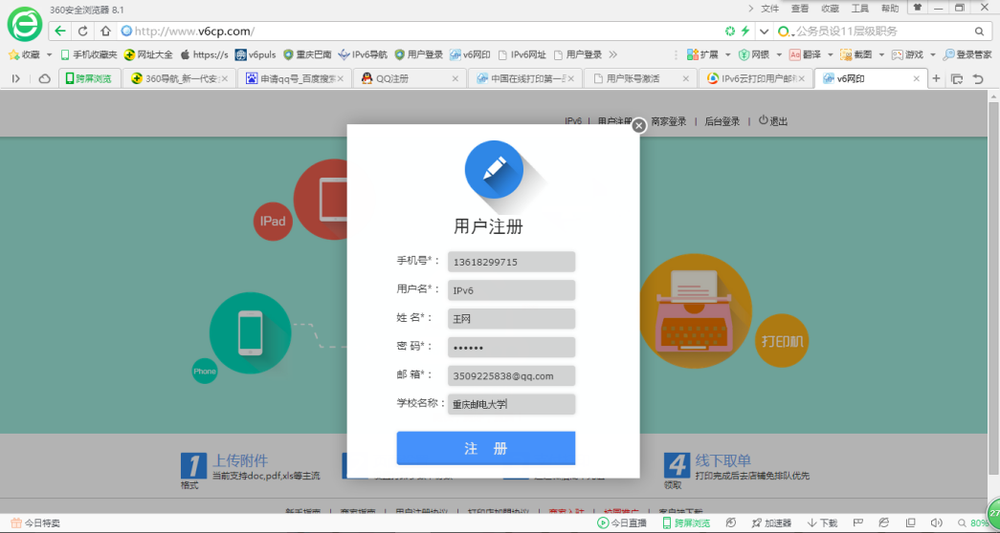 360安全浏览器 8.1
文件 查看 收藏 工具 帮助
http://www.v6cp.com/
公务员设11层级职务
收藏 手机收藏夹 网址大全 https://s v6puls 重庆巴南 IPv6导航 用户登录 v6网印 IPv6网址 用户登录 扩展 网银 翻译 截图 游戏 登录管家
跨屏浏览 360导航_新一代安 申请qq号_百度搜 QQ注册 中国在线打印第一 用户账号激活 IPv6云打印用户邮 v6网印
IPv6 | 用户注册 商家登录 | 后台登录 | 退出
用户注册
手机号*： 13618299715
用户名*： IPv6
姓 名*： 王网
密 码*： ••••••
邮 箱*： 3509225838@qq.com
学校名称： 重庆邮电大学
注 册
IPad
Phone
打印机
1 上传附件
当前支持doc,pdf,xls等主流
格式
4 线下取单
打印完成后去店铺免排队优先
领取
新手指南 | 商家指南 | 用户注册协议 | 打印店加盟协议 | 商家入驻 | 校园推广 | 客户端下载
今日特卖 今日直播 跨屏浏览 加速器 下载 80%
27